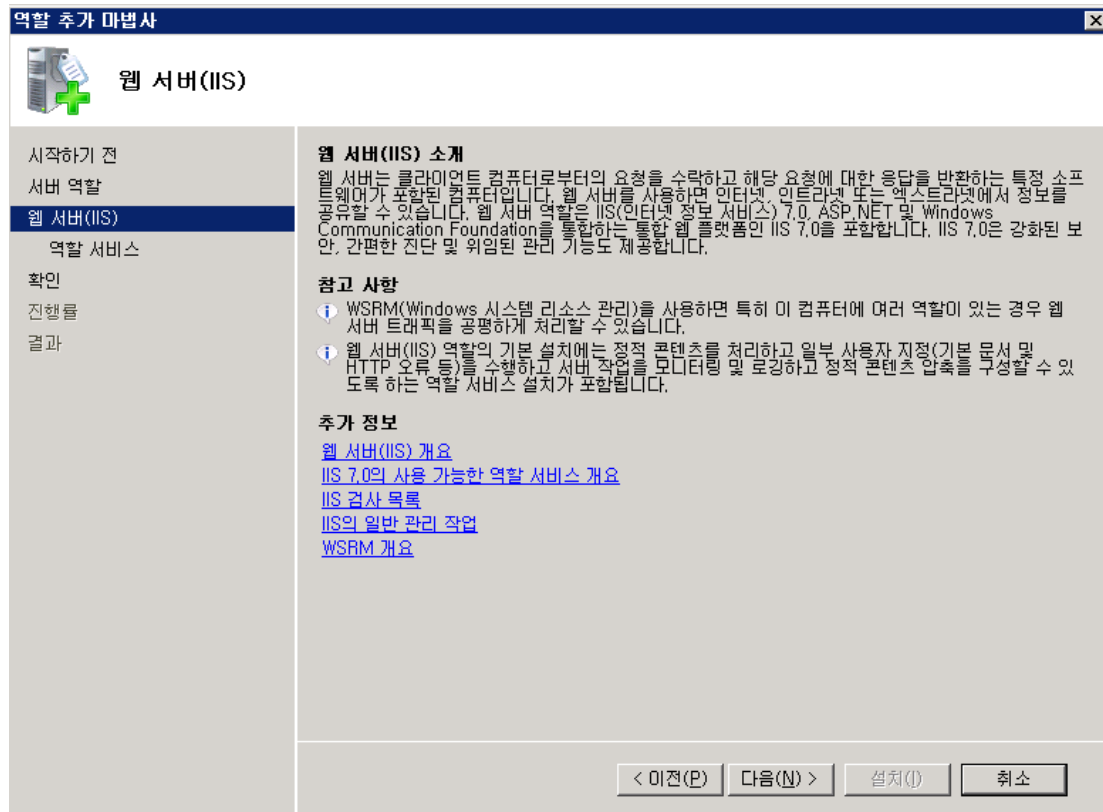 역할 추가 마법사
웹 서버(IIS)
시작하기 전
서버 역할
웹 서버(IIS)
역할 서비스
확인
진행률
결과
웹 서버(IIS) 소개
웹 서버는 클라이언트 컴퓨터로부터의 요청을 수락하고 해당 요청에 대한 응답을 반환하는 특정 소프
트웨어가 포함된 컴퓨터입니다. 웹 서버를 사용하면 인터넷, 인트라넷 또는 엑스트라넷에서 정보를
공유할 수 있습니다. 웹 서버 역할은 IIS(인터넷 정보 서비스) 7.0, ASP.NET 및 Windows
Communication Foundation을 통합하는 통합 웹 플랫폼인 IIS 7.0을 포함합니다. IIS 7.0은 강화된 보
안, 간편한 진단 및 위임된 관리 기능도 제공합니다.
참고 사항
WSRM(Windows 시스템 리소스 관리)을 사용하면 특히 이 컴퓨터에 여러 역할이 있는 경우 웹
서버 트래픽을 공평하게 처리할 수 있습니다.
웹 서버(IIS) 역할의 기본 설치에는 정적 콘텐츠를 처리하고 일부 사용자 지정(기본 문서 및
HTTP 오류 등)을 수행하고 서버 작업을 모니터링 및 로깅하고 정적 콘텐츠 압축을 구성할 수 있
도록 하는 역할 서비스 설치가 포함됩니다.
추가 정보
웹 서버(IIS) 개요
IIS 7.0의 사용 가능한 역할 서비스 개요
IIS 검사 목록
IIS의 일반 관리 작업
WSRM 개요
< 이전(P) 다음(N) > 설치(I) 취소